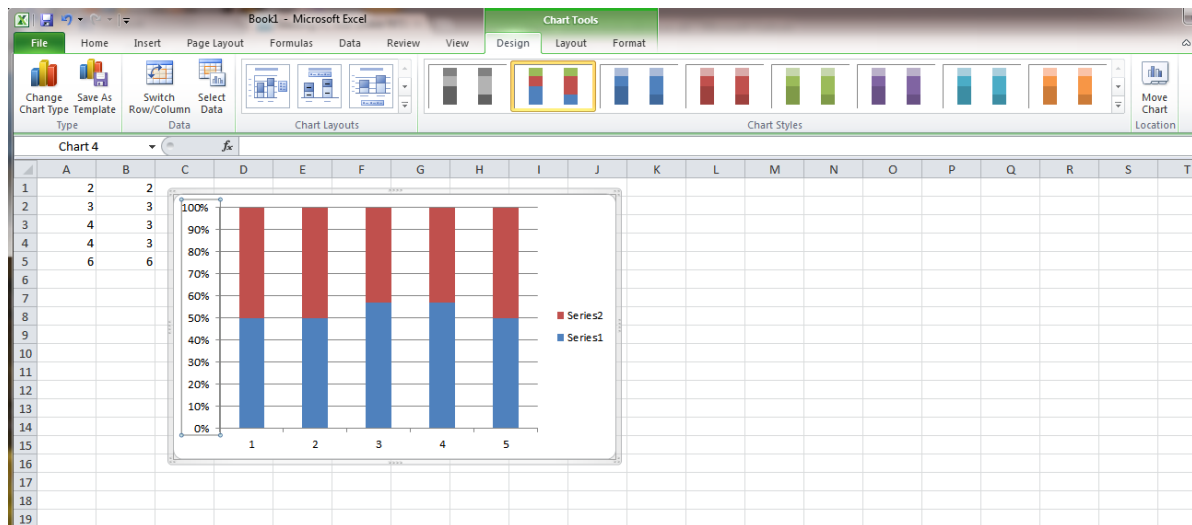 Book1 - Microsoft Excel
Chart Tools
File Home Insert Page Layout Formulas Data Review View Design Layout Format
Change Chart Type
Save As Template
Switch Row/Column
Select Data
Move Chart
Type Data Chart Layouts Chart Styles Location
Chart 4 fx
A B C D E F G H I J K L M N O P Q R S T
1 2 2
2 3 3
3 4 3
4 4 3
5 6 6
6
7
8
9
10
11
12
13
14
15
16
17
18
19
100%
90%
80%
70%
60%
50%
40%
30%
20%
10%
0%
1 2 3 4 5
Series2
Series1